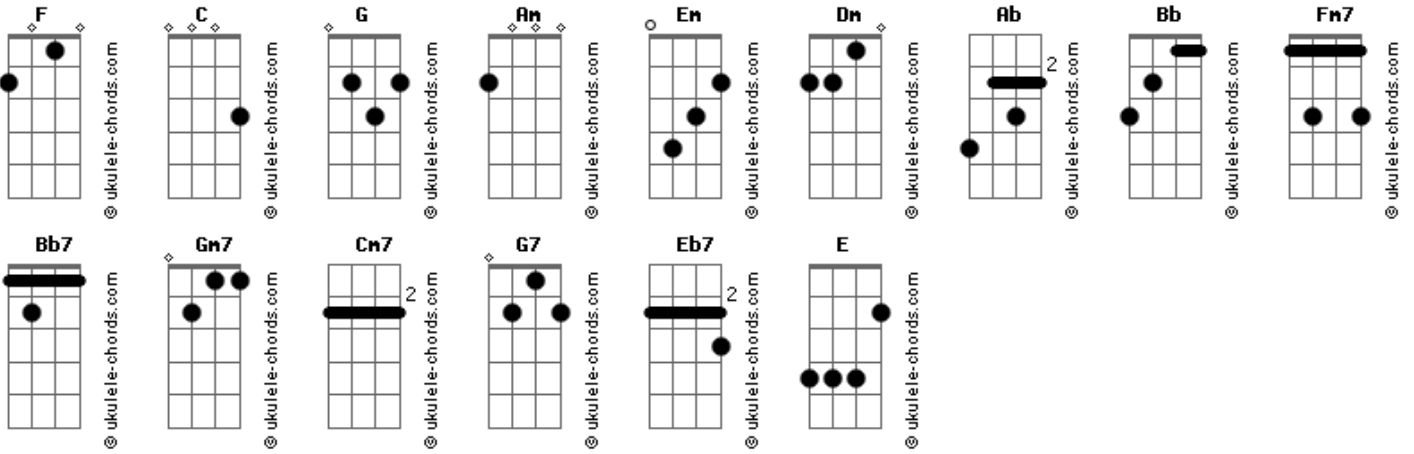 F C G Am Em Dm Ab Bb Fm7
2
© ukulele-chords.com © ukulele-chords.com © ukulele-chords.com © ukulele-chords.com © ukulele-chords.com © ukulele-chords.com © ukulele-chords.com © ukulele-chords.com © ukulele-chords.com
Bb7 Gm7 Cm7 G7 Eb7 E
2 2
© ukulele-chords.com © ukulele-chords.com © ukulele-chords.com © ukulele-chords.com © ukulele-chords.com © ukulele-chords.com